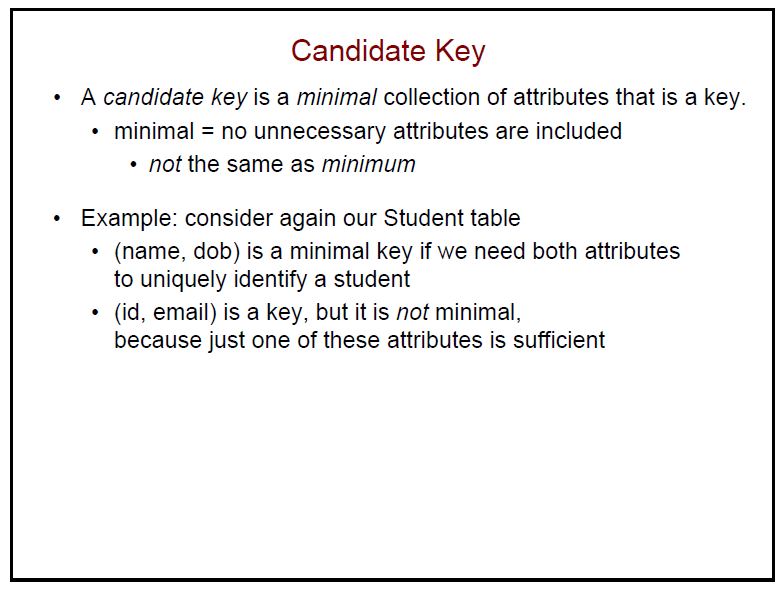 Candidate Key
• A candidate key is a minimal collection of attributes that is a key.
• minimal = no unnecessary attributes are included
• not the same as minimum
• Example: consider again our Student table
• (name, dob) is a minimal key if we need both attributes
to uniquely identify a student
• (id, email) is a key, but it is not minimal,
because just one of these attributes is sufficient